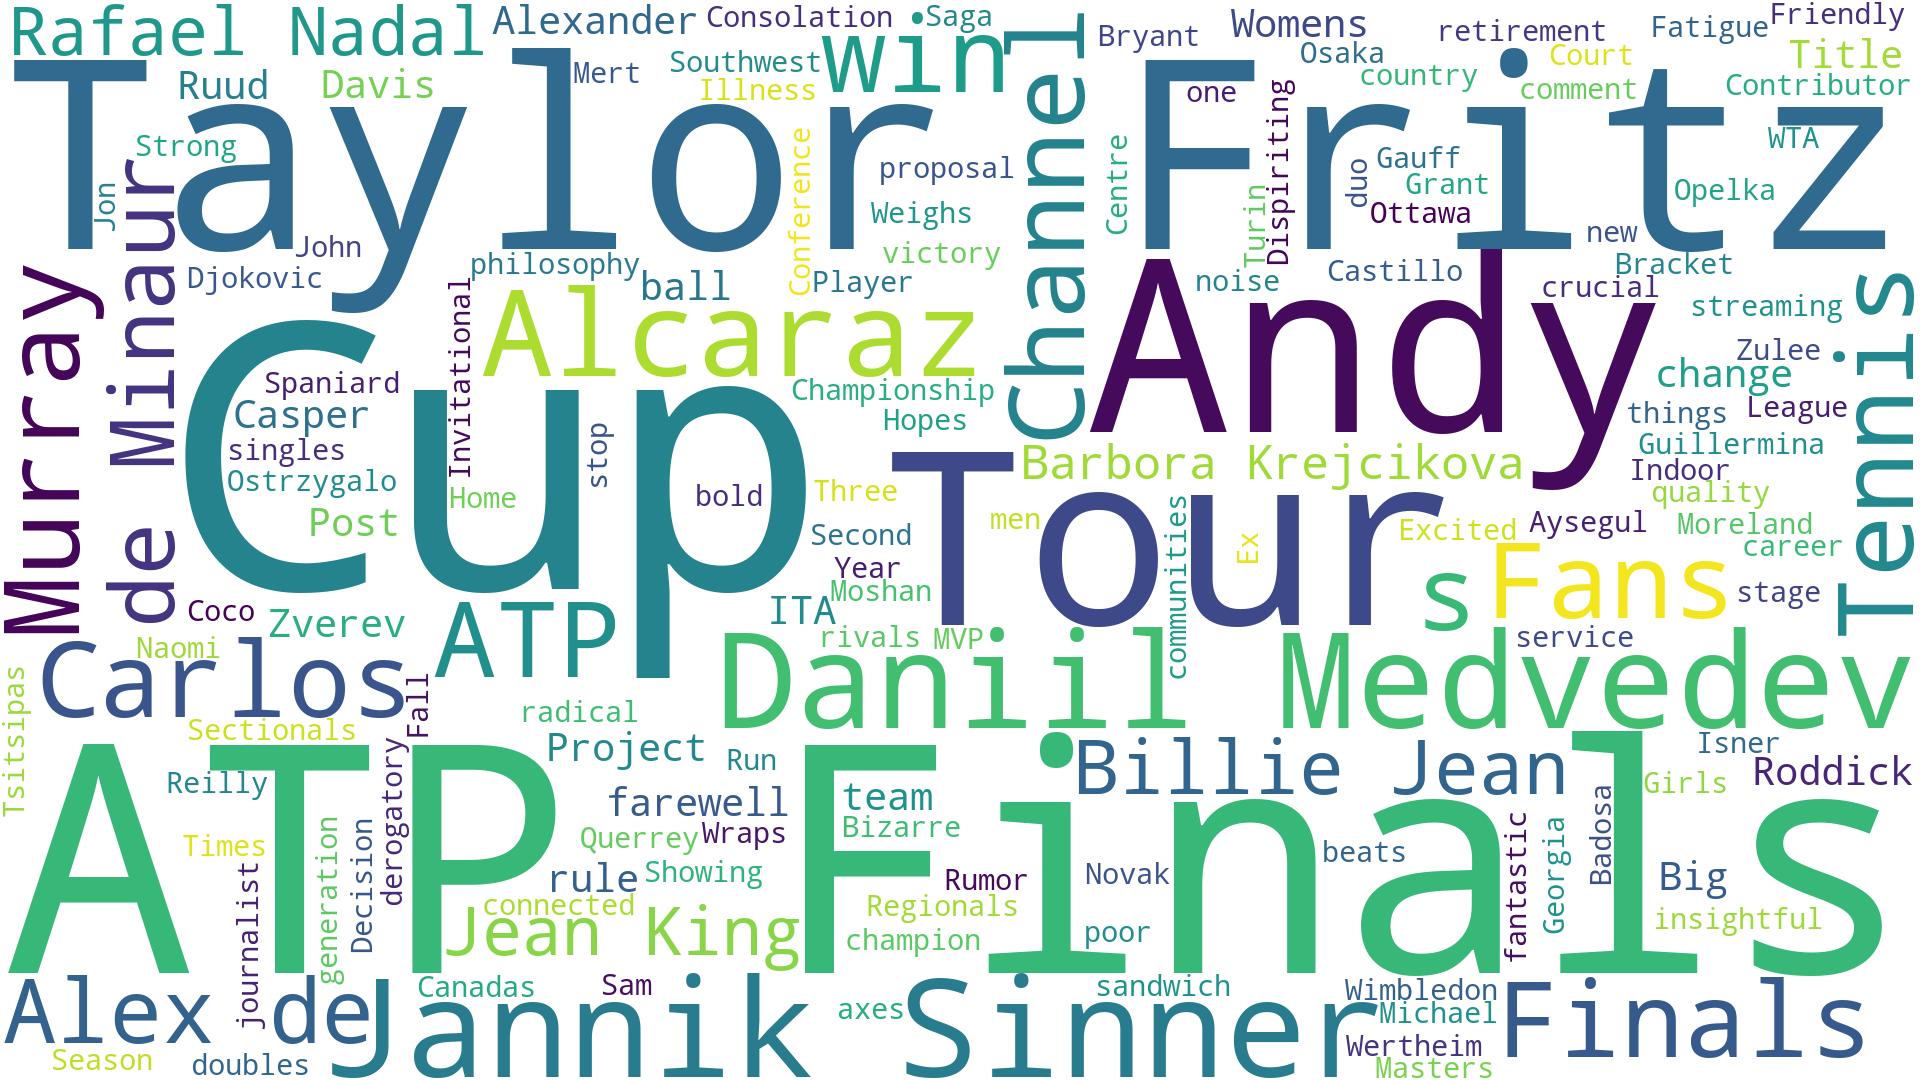 Rafael Nadal
Alexander
Consolation
Saga
Win
Channel
Bryant
Womens
Osaka
retirement
Fatigue
Friendly
Court
Title
Taylor Fritz
Ruud
Davis
Mert
Southwest
Illness
country
comment
Contributor
one
Dispiriting
WTA
Strong
Jon
de Minaur
John
Djokovic
philosophy
ball
Conference
proposal
Weighs
victory
Player
Centre
Turin
duo
Gauff
Grant
Ottawa
Opelka
new
Bracket
noise
Castillo
crucial
streaming
Murray
Alcaraz
Andy
Invitational
Zulee
change
Tennis
Cup
Spaniard
Casper
singles
Ostrzygalo
Post
Home
stop
bold
Championship
Hopes
Three
Second
Year
Moshan
Tour
Barbora Krejcikova
men
communities
Ex
Excited
Aysegul
things
League
Guillermina
Indoor
quality
Moreland
career
s
Fans
stage
Coco
Zverev
Naomi
ATP
ITA
rivals
MVP
service
Carlos
Daniil Medvedev
Tsitsipas
Sectionals
Fall
radical
Project
Run
Billie Jean
Isner
Girls
Roddick
ATP Finals
Reilly
derogatory
farewell
team
Querrey
Wraps
Bizarre
Times
generation
Decision
journalist
rule
Showing
connected
Jean King
Rumor
Regionals
champion
Novak
poor
beats
fantastic
Georgia
Badosa
Big
insightful
Alex de
Canadas
Sam
Jannik Sinner
axes
sandwich
Wimbledon
Michael
Wertheim
Masters
Finals
Season
doubles